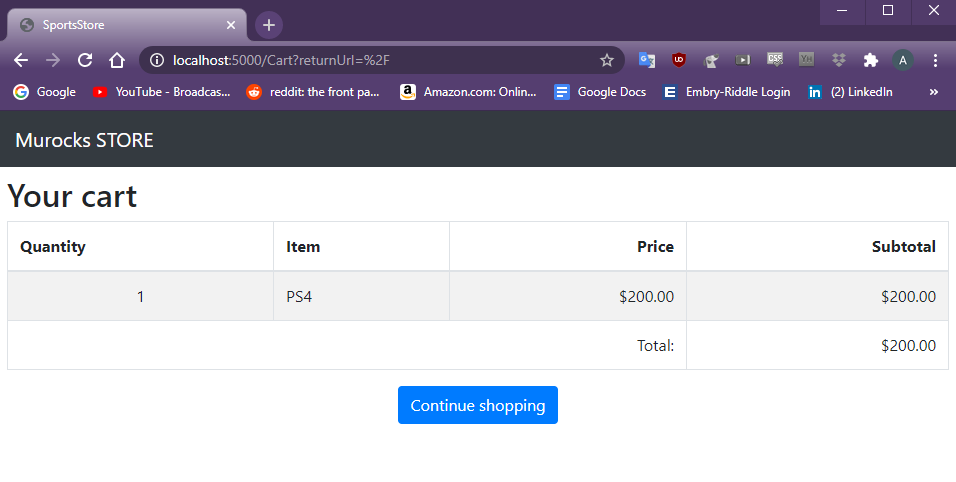 SportsStore
localhost:5000/Cart?returnUrl=%2F
Google YouTube - Broadcas... reddit: the front pa... Amazon.com: Onlin... Google Docs Embry-Riddle Login (2) LinkedIn »
Murocks STORE
Your cart
Quantity Item Price Subtotal
1 PS4 $200.00 $200.00
Total: $200.00
Continue shopping